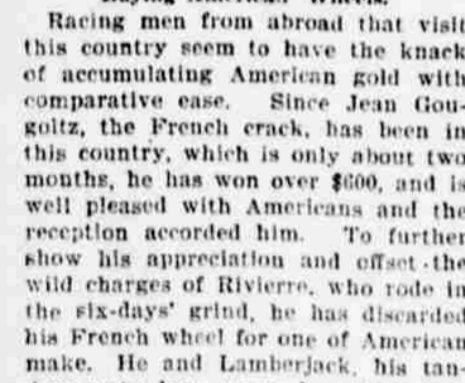 Wheels.
Racing men from abroad that visit
this country seem to have the knack
of accumulating American gold with
comparative ease. Since Jean Gou-
goltz, the French crack, has been in
this country, which is only about two
months, he has won over $600, and is
well pleased with Americans and the
reception accorded him. To further
show his appreciation and offset the
wild charges of Rivierre, who rode in
the six-days' grind, he has discarded
his French wheel for one of American
make. He and Lamberjack, his tan-